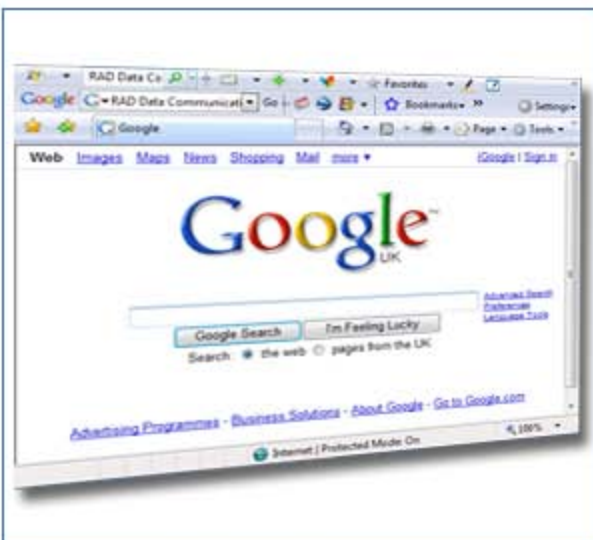 RAD Data Co
Favorites
Google RAD Data Communicati Go Bookmarks Settings
Google Page Tools
Web Images Maps News Shopping Mail more iGoogle | Sign in
Google™
UK
Advanced Search
Preferences
Language Tools
Google Search I'm Feeling Lucky
Search: the web pages from the UK
Advertising Programmes - Business Solutions - About Google - Go to Google.com
Internet | Protected Mode: On 100%